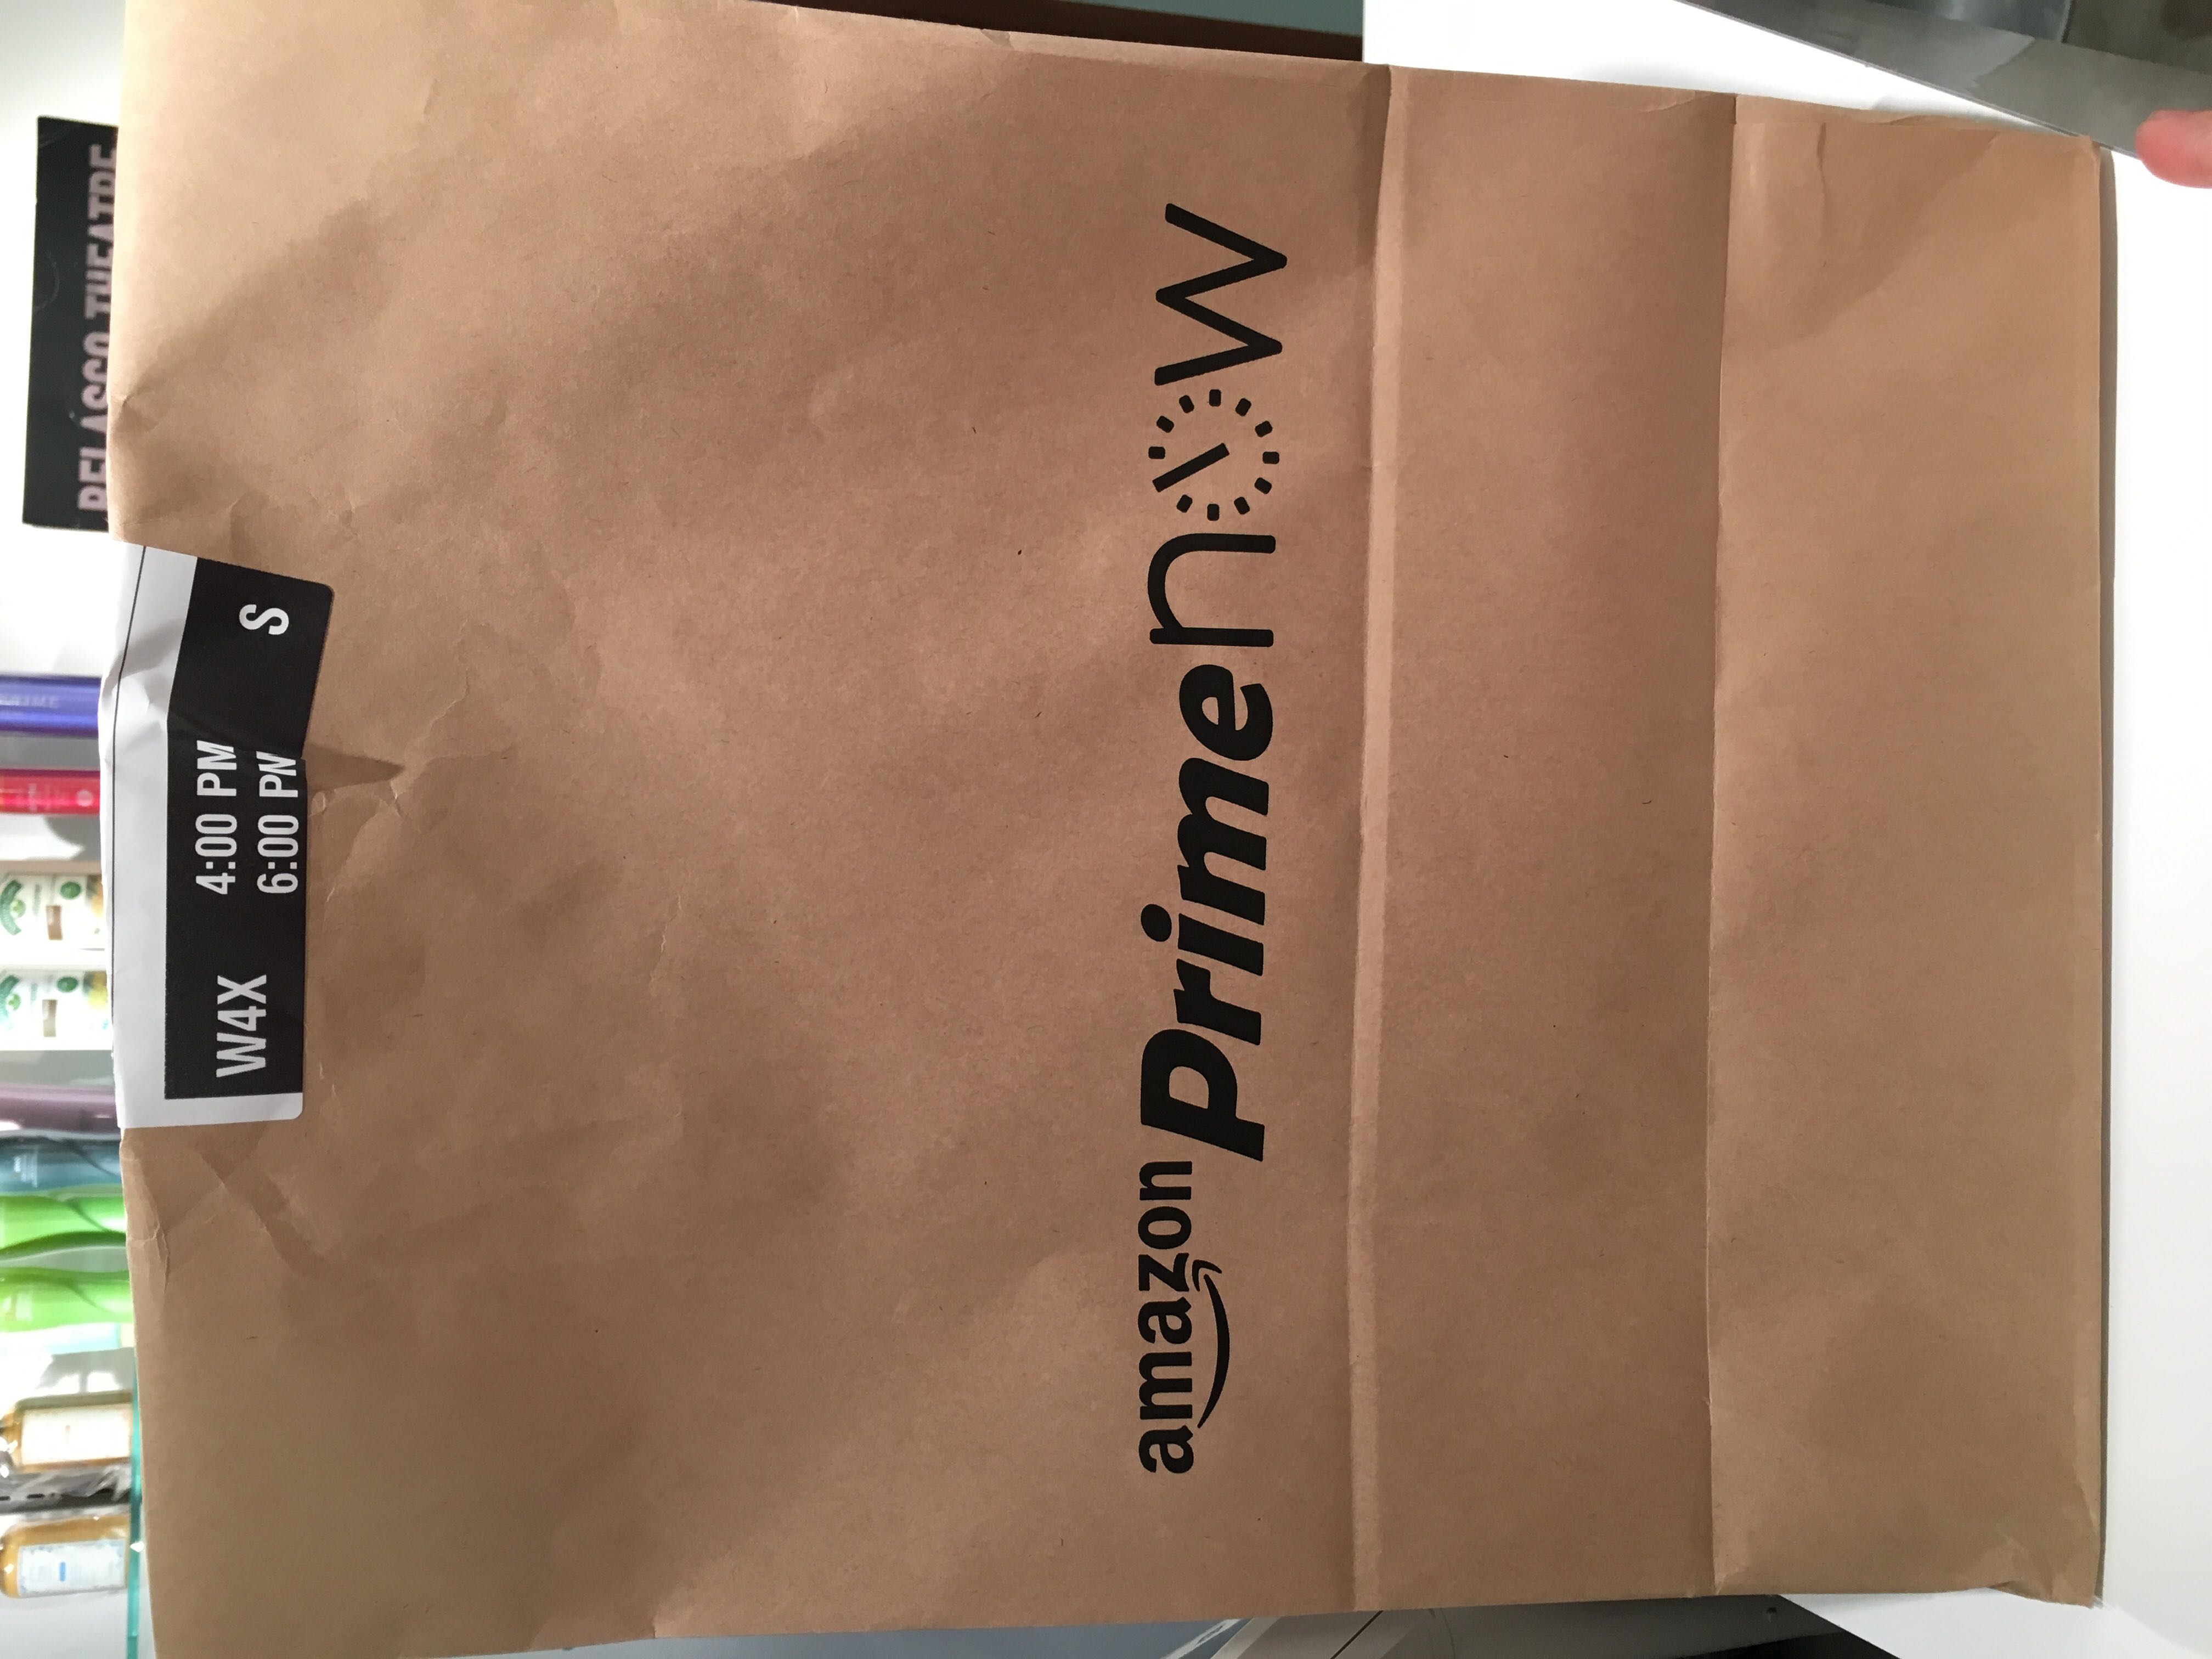 BELASCO THEATRE
W4X
4:00 PM
6:00 PM
S
amazon Prime now